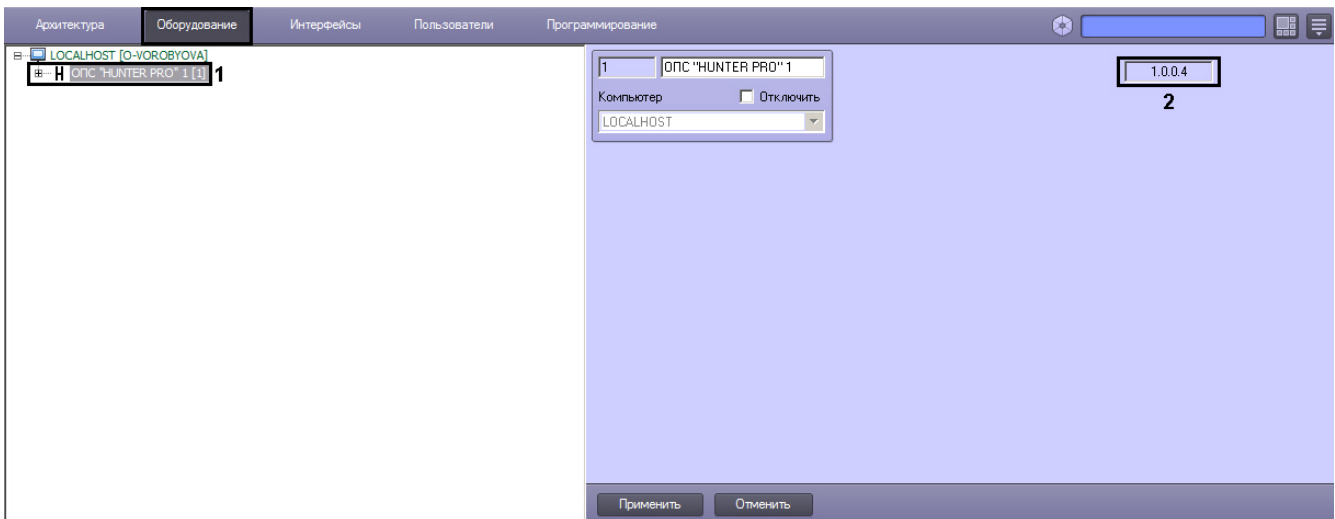 Архитектура Оборудование Интерфейсы Пользователи Программирование
LOCALHOST [O-VOROBYOVA]
ОПС "HUNTER PRO" 1 [1] 1
1 ОПС "HUNTER PRO" 1
Компьютер Отключить
LOCALHOST
1.0.0.4
2
Применить Отменить